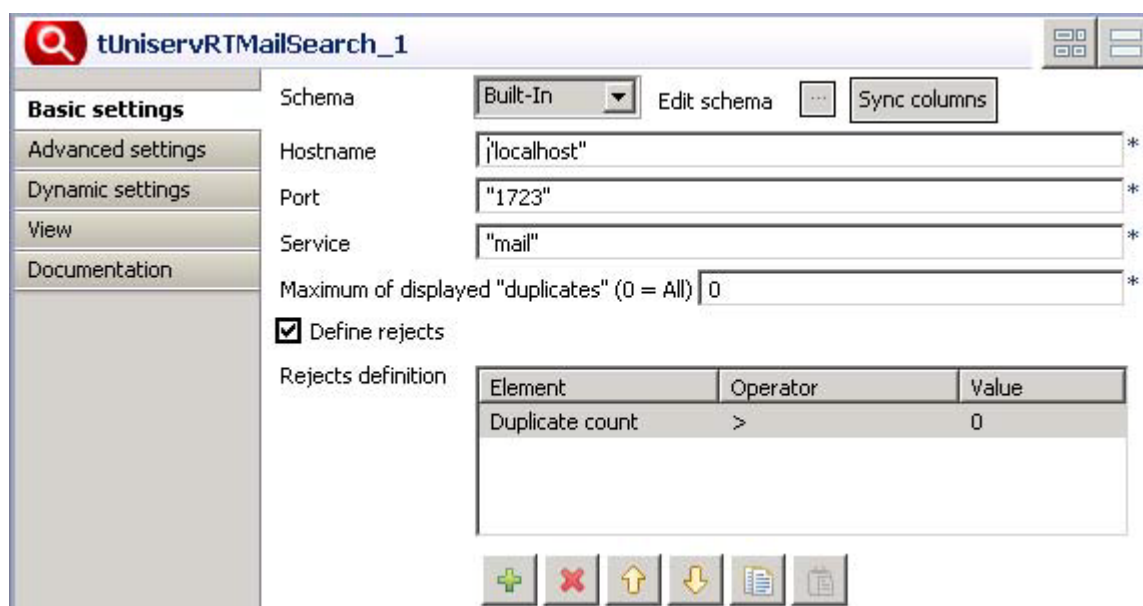 tUniservRTMailSearch_1
Basic settings
Advanced settings
Dynamic settings
View
Documentation
Schema Built-In Edit schema ... Sync columns
Hostname "localhost" *
Port "1723" *
Service "mail" *
Maximum of displayed "duplicates" (0 = All) 0 *
Define rejects
Rejects definition
Element Operator Value
Duplicate count > 0